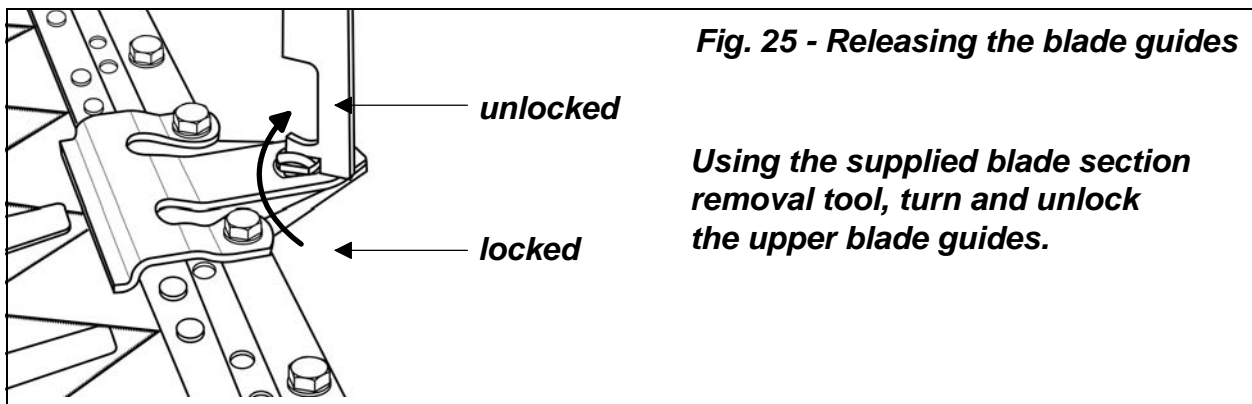 Fig. 25 - Releasing the blade guides
unlocked
Using the supplied blade section
removal tool, turn and unlock
the upper blade guides.
locked